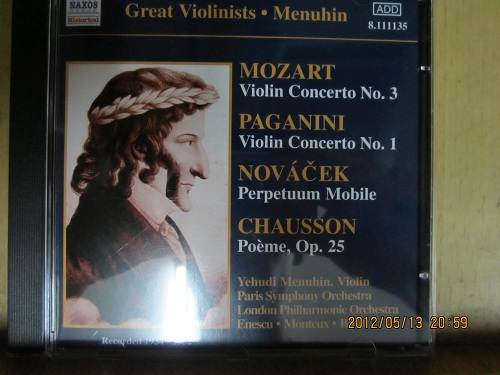 NAXOS
Historical
Great Violinists • Menuhin
ADD
8.111135
MOZART
Violin Concerto No. 3
PAGANINI
Violin Concerto No. 1
NOVÁČEK
Perpetuum Mobile
CHAUSSON
Poème, Op. 25
Yehudi Menuhin, Violin
Paris Symphony Orchestra
London Philharmonic Orchestra
Enescu • Monteux •
Recorded
2012/05/13 20:59